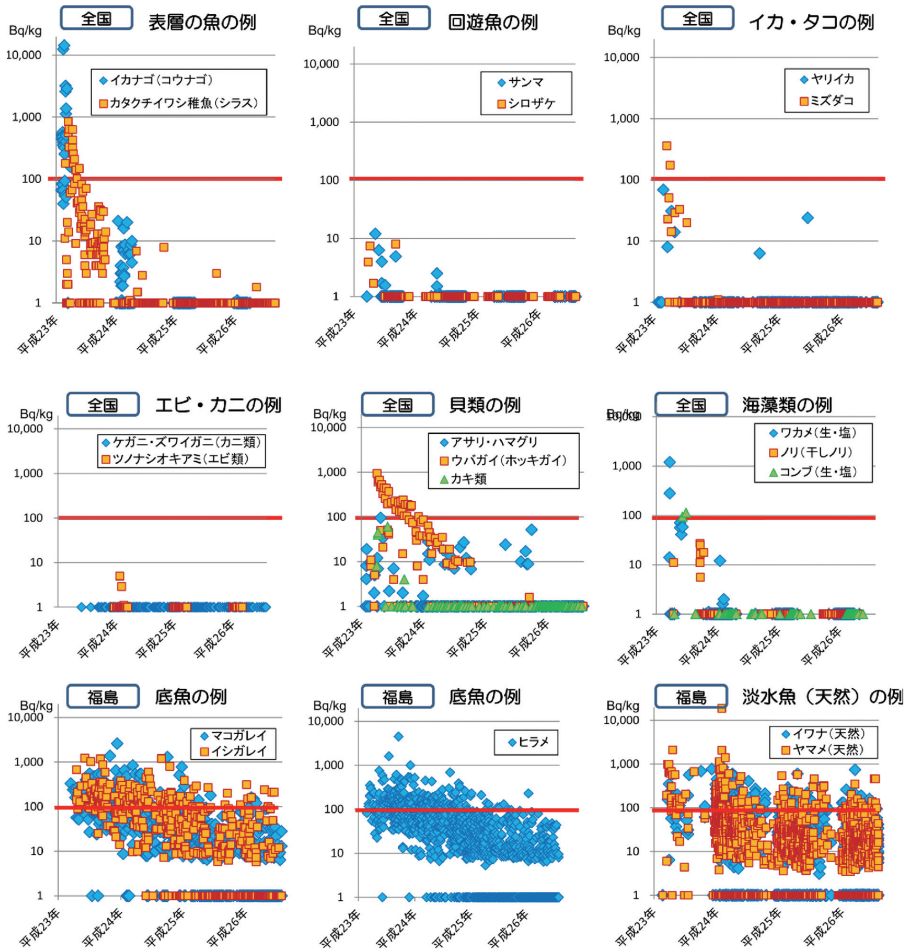 全国 表層の魚の例
Bq/kg
10,000
1,000
100
10
1
イカナゴ(コウナゴ)
カタクチイワシ稚魚(シラス)
平成23年 平成24年 平成25年 平成26年
全国 回遊魚の例
Bq/kg
10,000
1,000
100
10
1
サンマ
シロザケ
平成23年 平成24年 平成25年 平成26年
全国 イカ・タコの例
Bq/kg
10,000
1,000
100
10
1
ヤリイカ
ミズダコ
平成23年 平成24年 平成25年 平成26年
全国 エビ・カニの例
Bq/kg
10,000
1,000
100
10
1
ケガニ・ズワイガニ(カニ類)
ツノナシオキアミ(エビ類)
平成23年 平成24年 平成25年 平成26年
全国 貝類の例
Bq/kg
10,000
1,000
100
10
1
アサリ・ハマグリ
ウバガイ(ホッキガイ)
カキ類
平成23年 平成24年 平成25年 平成26年
全国 海藻類の例
Bq/kg
10,000
1,000
100
10
1
ワカメ(生・塩)
ノリ(干しノリ)
コンブ(生・塩)
平成23年 平成24年 平成25年 平成26年
福島 底魚の例
Bq/kg
10,000
1,000
100
10
1
マコガレイ
イシガレイ
平成23年 平成24年 平成25年 平成26年
福島 底魚の例
Bq/kg
10,000
1,000
100
10
1
ヒラメ
平成23年 平成24年 平成25年 平成26年
福島 淡水魚(天然)の例
Bq/kg
10,000
1,000
100
10
1
イワナ(天然)
ヤマメ(天然)
平成23年 平成24年 平成25年 平成26年